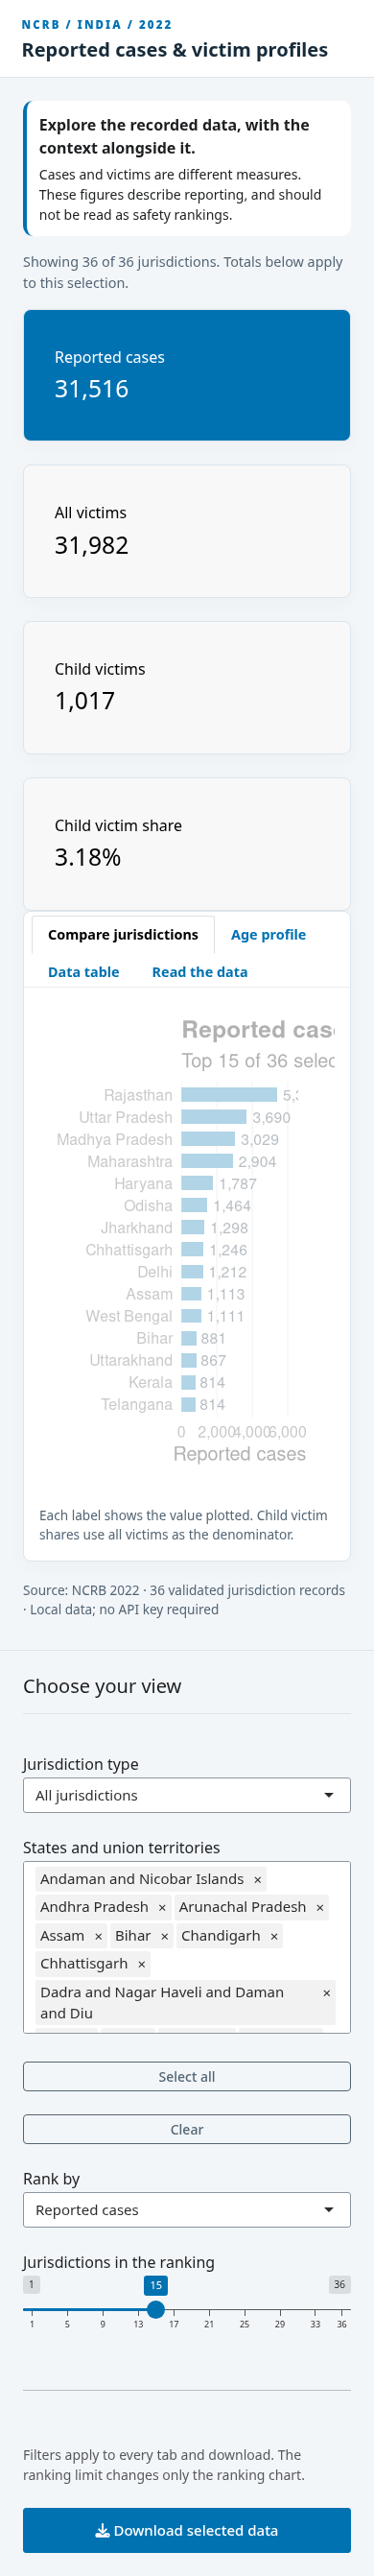 NCRB / INDIA / 2022
Reported cases & victim profiles
Explore the recorded data, with the
context alongside it.
Cases and victims are different measures.
These figures describe reporting, and should
not be read as safety rankings.
Showing 36 of 36 jurisdictions. Totals below apply
to this selection.
Reported cases
31,516
All victims
31,982
Child victims
1,017
Child victim share
3.18%
Compare jurisdictions
Age profile
Data table
Read the data
Reported
Top 15 of 36
Rajasthan
Uttar Pradesh 3,690
Madhya Pradesh 3,029
Maharashtra 2,904
Haryana 1,787
Odisha 1,464
Jharkhand 1,298
Chhattisgarh 1,246
Delhi 1,212
Assam 1,113
West Bengal 1,111
Bihar 881
Uttarakhand 867
Kerala 814
Telangana 814
0 2,000 4,000 6,000
Reported cases
Each label shows the value plotted. Child victim
shares use all victims as the denominator.
Source: NCRB 2022 · 36 validated jurisdiction records
· Local data; no API key required
Choose your view
Jurisdiction type
All jurisdictions
States and union territories
Andaman and Nicobar Islands ×
Andhra Pradesh × Arunachal Pradesh ×
Assam × Bihar × Chandigarh ×
Chhattisgarh ×
Dadra and Nagar Haveli and Daman ×
and Diu
Select all
Clear
Rank by
Reported cases
Jurisdictions in the ranking
1 15 36
1 5 9 13 17 21 25 29 33 36
Filters apply to every tab and download. The
ranking limit changes only the ranking chart.
Download selected data